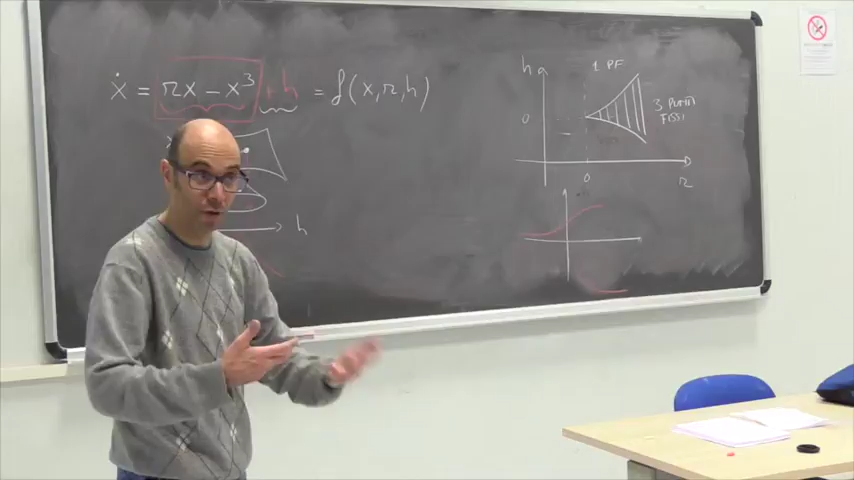 ẋ = rx - x³ + h = f(x,r,h)
h
1 PF
3 PUNTI
FISSI
0
0
r
h